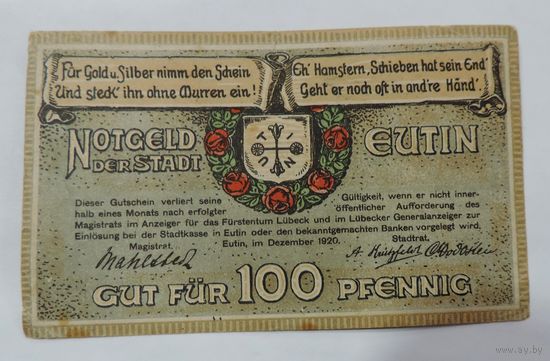 Für Gold u. Silber nimm den Schein
Und steck' ihn ohne Murren ein!
Eh' Hamstern, Schieben hat sein End'
Geht er noch oft in and're Händ'
NOTGELD
DER STADT
EUTIN
UTIN
Dieser Gutschein verliert seine Gültigkeit, wenn er nicht inner-
halb eines Monats nach erfolgter öffentlicher Aufforderung des
Magistrats im Anzeiger für das Fürstentum Lübeck und im Lübecker Generalanzeiger zur
Einlösung bei der Stadtkasse in Eutin oder den bekanntgemachten Banken vorgelegt wird.
Magistrat. Eutin, im Dezember 1920. Stadtrat.
GUT FÜR 100 PFENNIG
www.ay.by